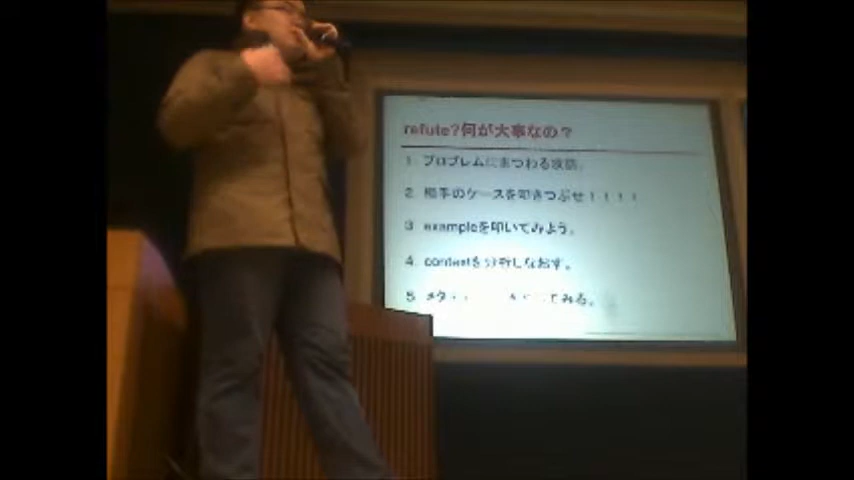 refute?何が大事なの？
1. プロブレムにまつわる攻防。
2. 相手のケースを叩きつぶせ！！！！
3. exampleを叩いてみよう。
4. contextを分析しなおす。
5. メタ てみる。